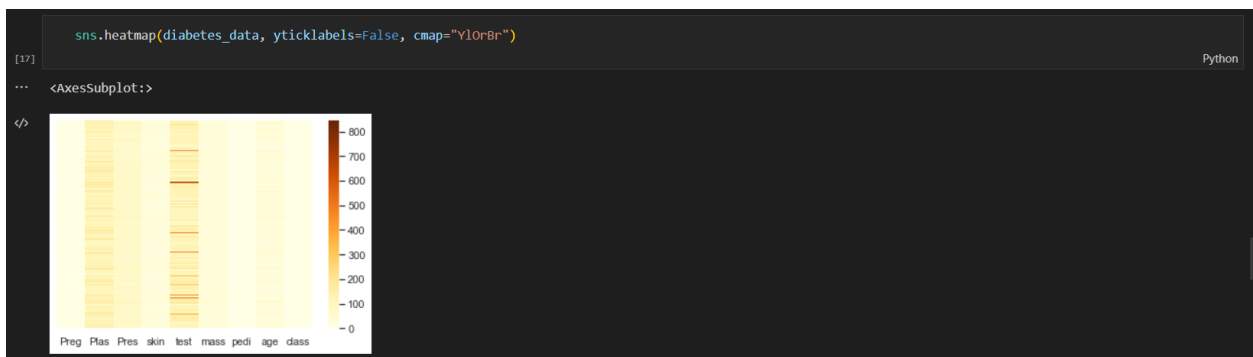 sns.heatmap(diabetes_data, yticklabels=False, cmap="YlOrBr")
[17]
Python
... <AxesSubplot:>
</>
800
700
600
500
400
300
200
100
0
Preg Plas Pres skin test mass pedi age class